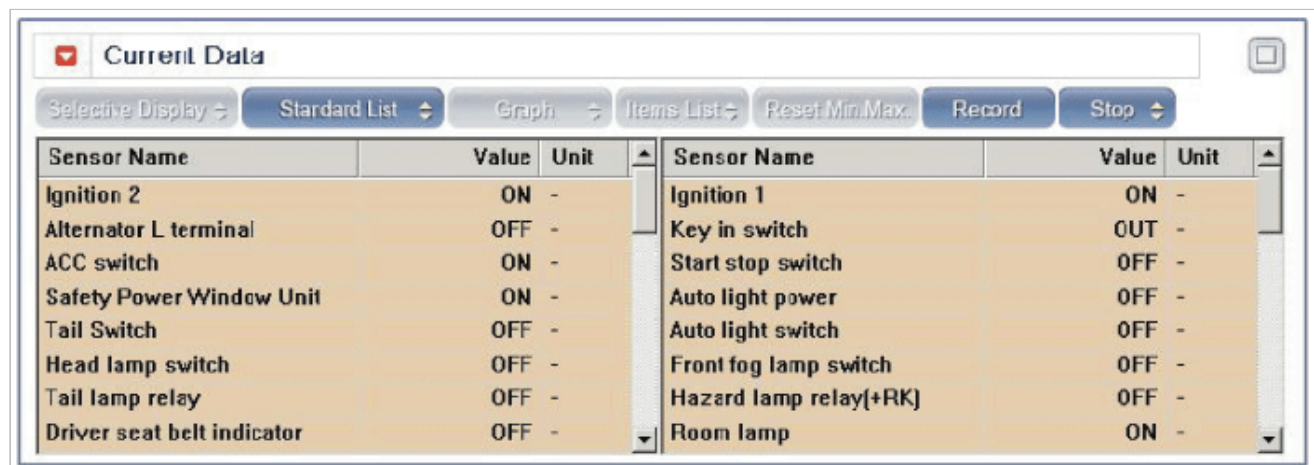 Current Data
Selective Display Standard List Graph Items List Reset Min.Max. Record Stop
Sensor Name Value Unit Sensor Name Value Unit
Ignition 2 ON - Ignition 1 ON -
Alternator L terminal OFF - Key in switch OUT -
ACC switch ON - Start stop switch OFF -
Safety Power Window Unit ON - Auto light power OFF -
Tail Switch OFF - Auto light switch OFF -
Head lamp switch OFF - Front fog lamp switch OFF -
Tail lamp relay OFF - Hazard lamp relay(+RK) OFF -
Driver seat belt indicator OFF - Room lamp ON -